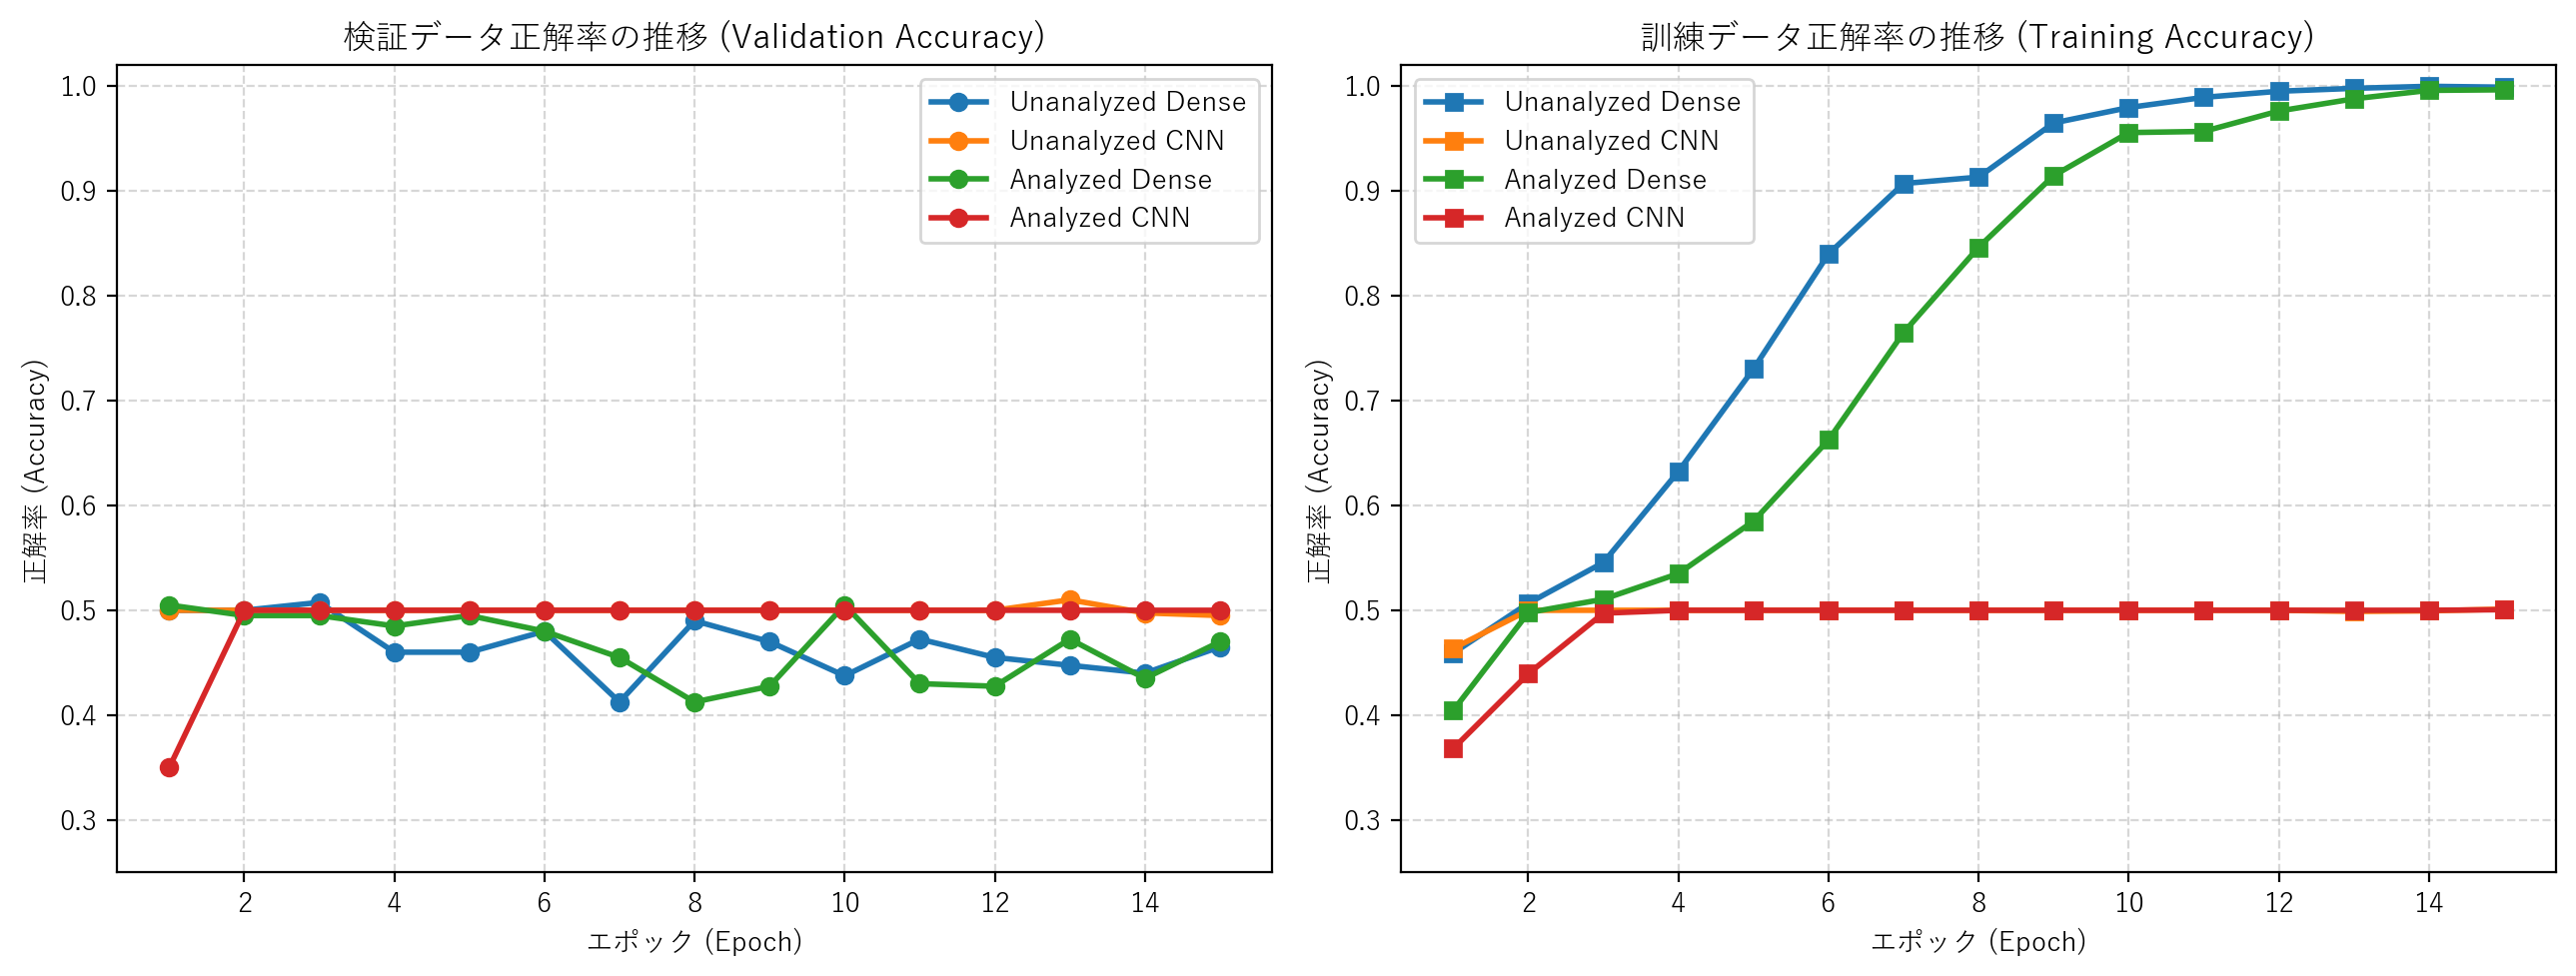 検証データ正解率の推移 (Validation Accuracy)
Unanalyzed Dense
Unanalyzed CNN
Analyzed Dense
Analyzed CNN
1.0
0.9
0.8
0.7
0.6
0.5
0.4
0.3
正解率 (Accuracy)
2 4 6 8 10 12 14
エポック (Epoch)
訓練データ正解率の推移 (Training Accuracy)
Unanalyzed Dense
Unanalyzed CNN
Analyzed Dense
Analyzed CNN
1.0
0.9
0.8
0.7
0.6
0.5
0.4
0.3
正解率 (Accuracy)
2 4 6 8 10 12 14
エポック (Epoch)